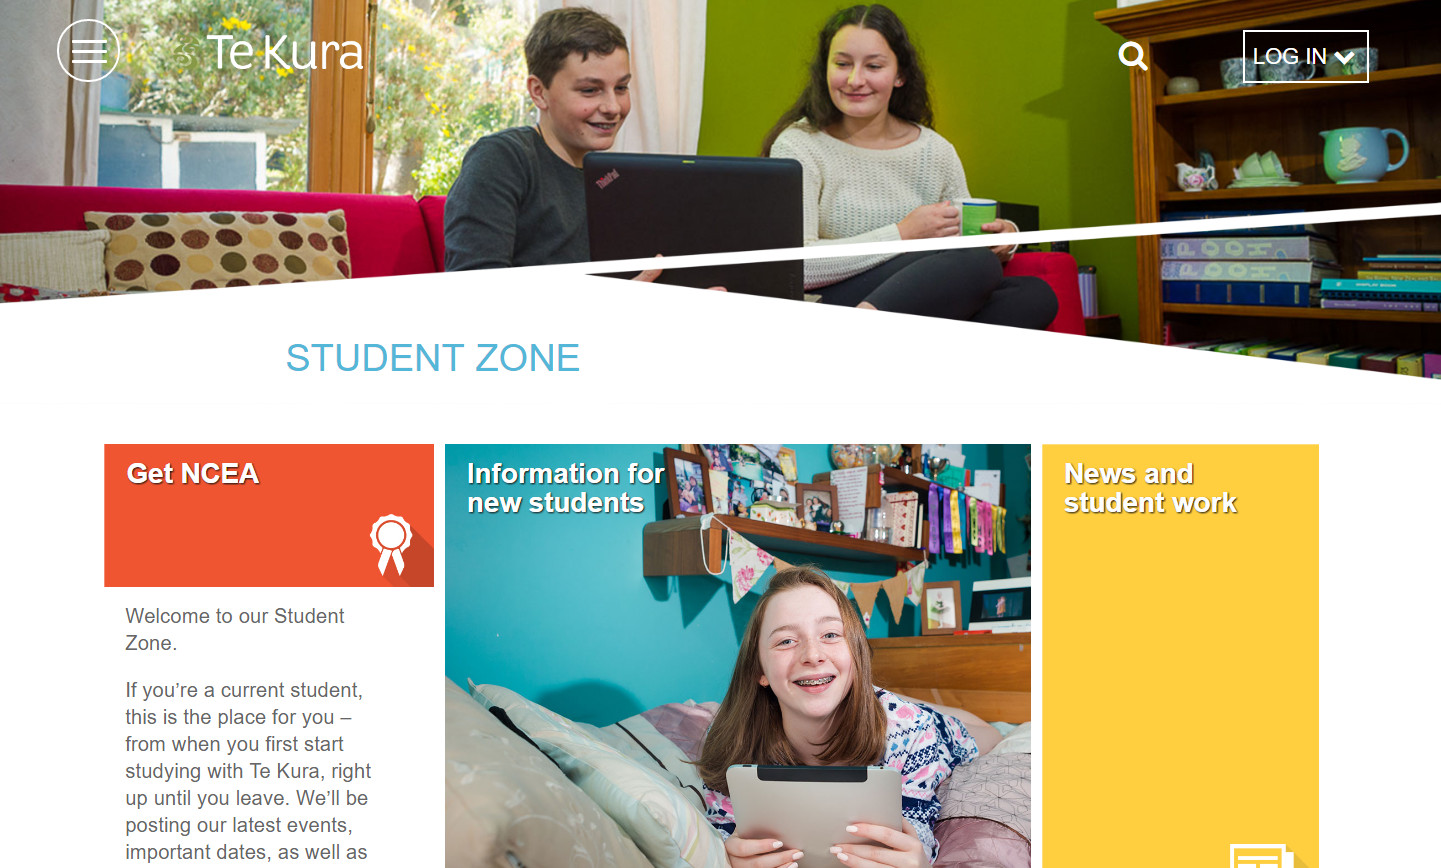 Te Kura
LOG IN
ThinkPad
POOH
STUDENT ZONE
Get NCEA
Information for
new students
News and
student work
Welcome to our Student
Zone.
If you’re a current student,
this is the place for you –
from when you first start
studying with Te Kura, right
up until you leave. We’ll be
posting our latest events,
important dates, as well as